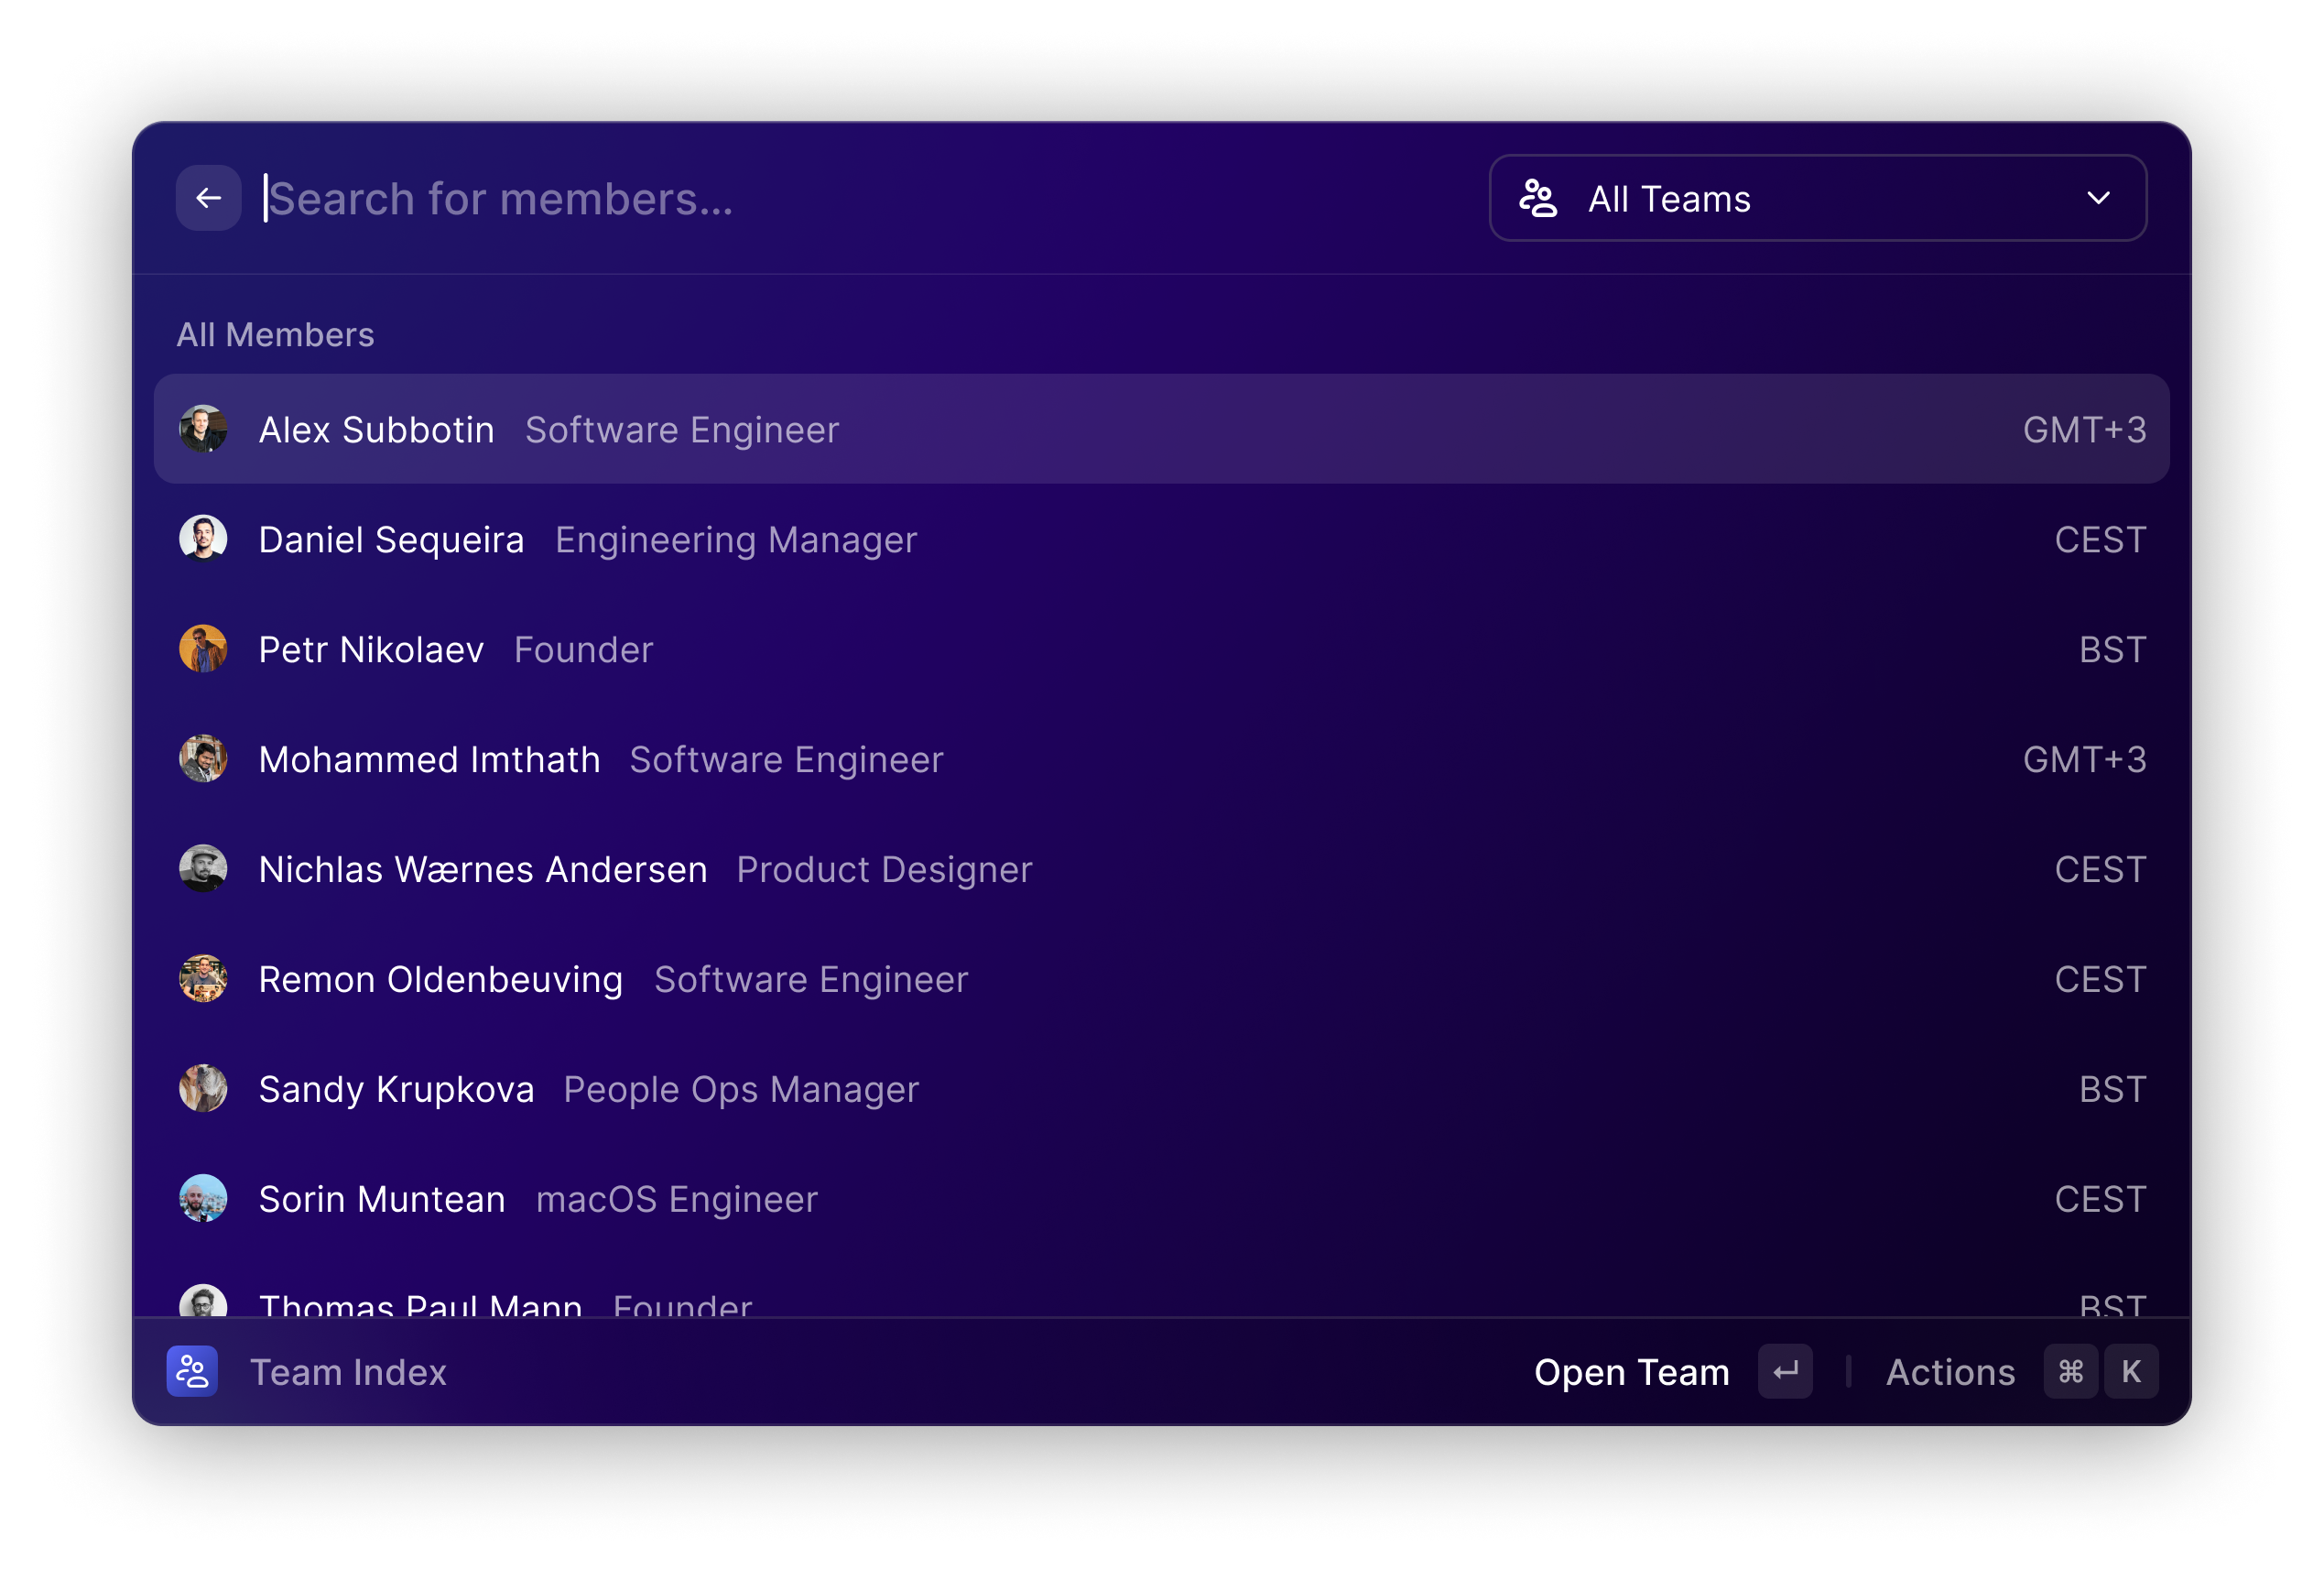 Search for members...
All Teams
All Members
Alex Subbotin Software Engineer GMT+3
Daniel Sequeira Engineering Manager CEST
Petr Nikolaev Founder BST
Mohammed Imthath Software Engineer GMT+3
Nichlas Wærnes Andersen Product Designer CEST
Remon Oldenbeuving Software Engineer CEST
Sandy Krupkova People Ops Manager BST
Sorin Muntean macOS Engineer CEST
Thomas Paul Mann Founder BST
Team Index Open Team ↵ Actions ⌘ K